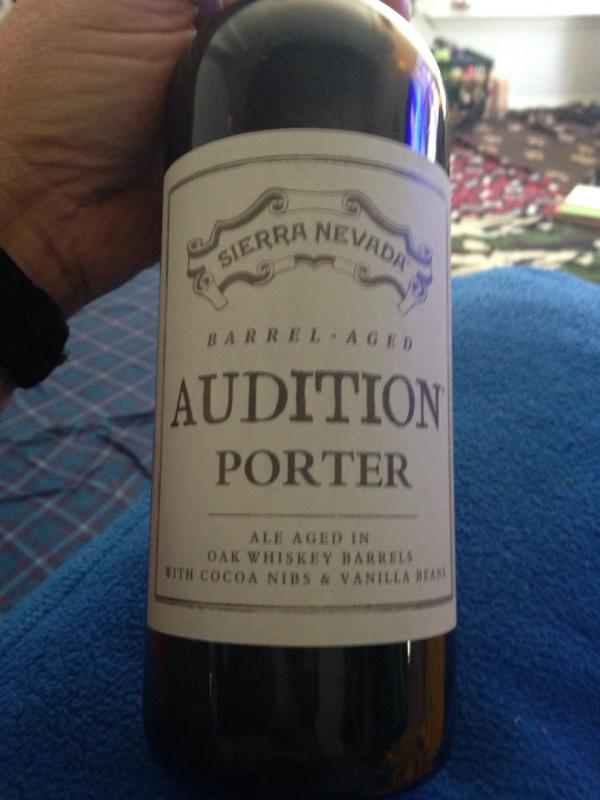 SIERRA NEVADA
BARREL-AGED
AUDITION
PORTER
ALE AGED IN
OAK WHISKEY BARRELS
WITH COCOA NIBS & VANILLA BEANS